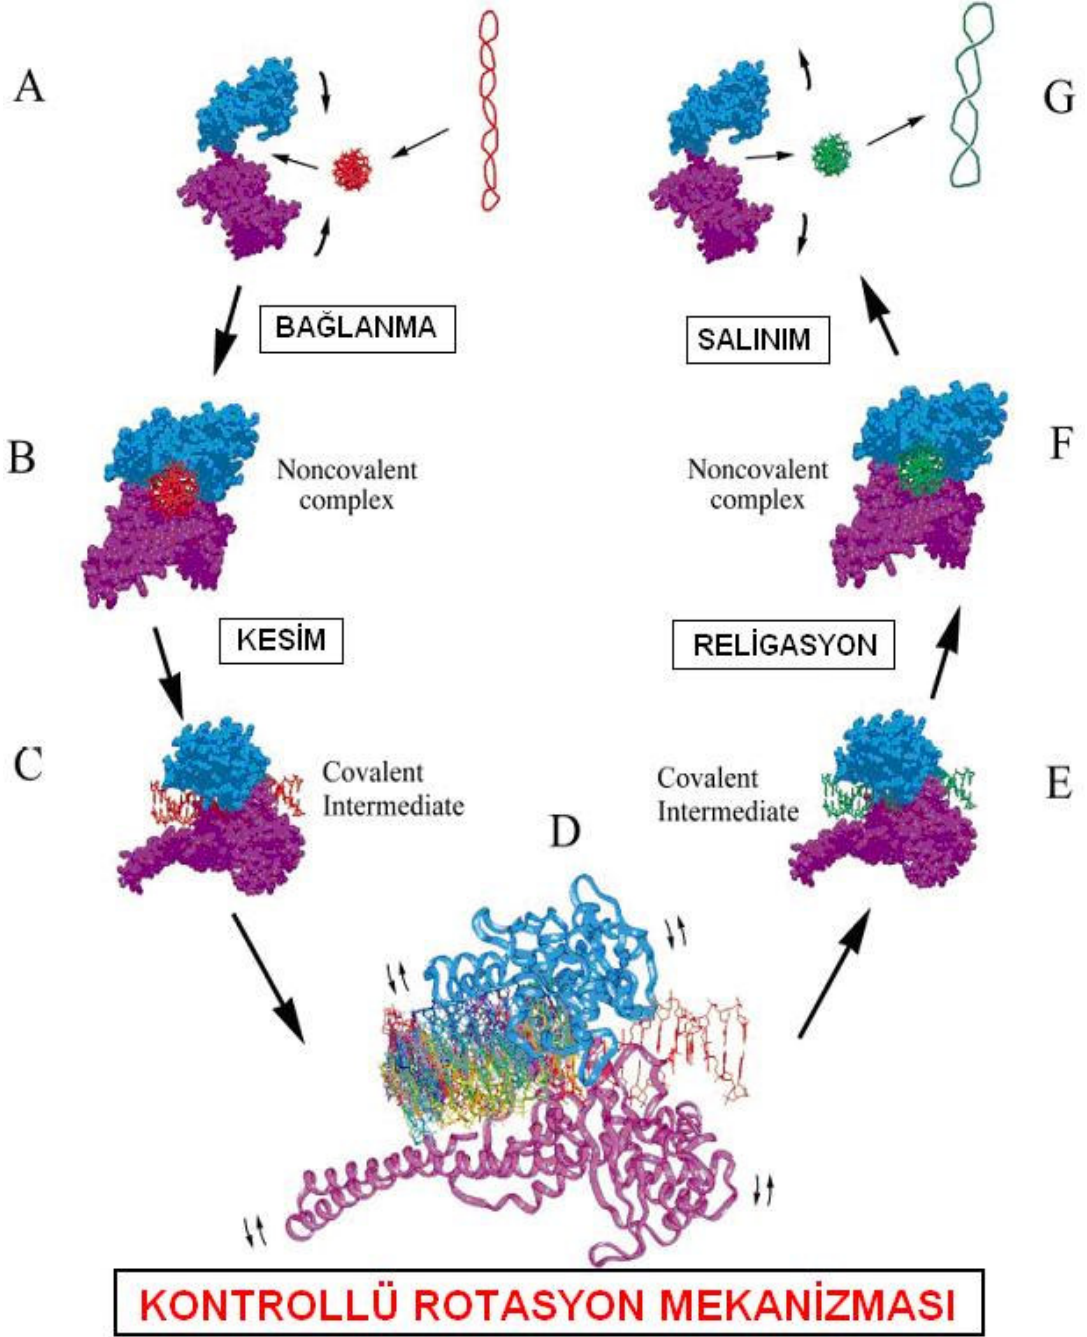 A
G
BAĞLANMA
SALINIM
B
Noncovalent
complex
Noncovalent
complex
F
KESİM
RELİGASYON
C
Covalent
Intermediate
Covalent
Intermediate
E
D
KONTROLLÜ ROTASYON MEKANİZMASI